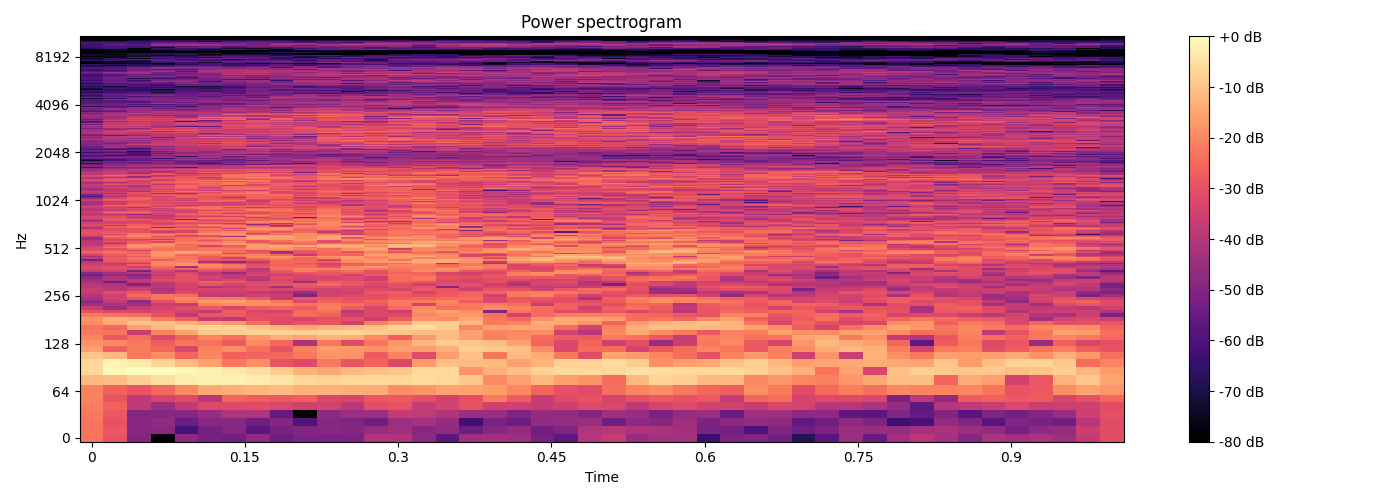 Power spectrogram
Hz
8192
4096
2048
1024
512
256
128
64
0
0 0.15 0.3 0.45 0.6 0.75 0.9
Time
+0 dB
-10 dB
-20 dB
-30 dB
-40 dB
-50 dB
-60 dB
-70 dB
-80 dB